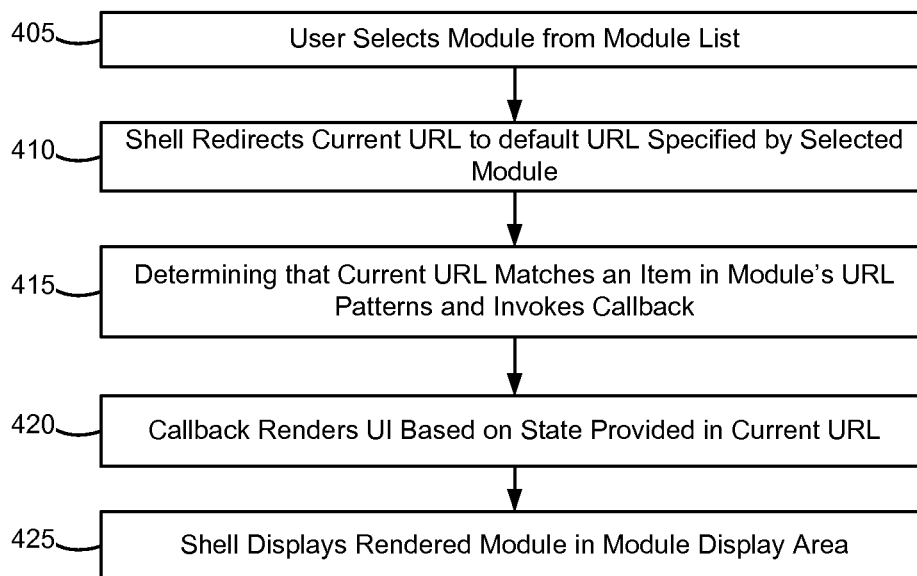 405
User Selects Module from Module List
410
Shell Redirects Current URL to default URL Specified by Selected
Module
415
Determining that Current URL Matches an Item in Module's URL
Patterns and Invokes Callback
420
Callback Renders UI Based on State Provided in Current URL
425
Shell Displays Rendered Module in Module Display Area